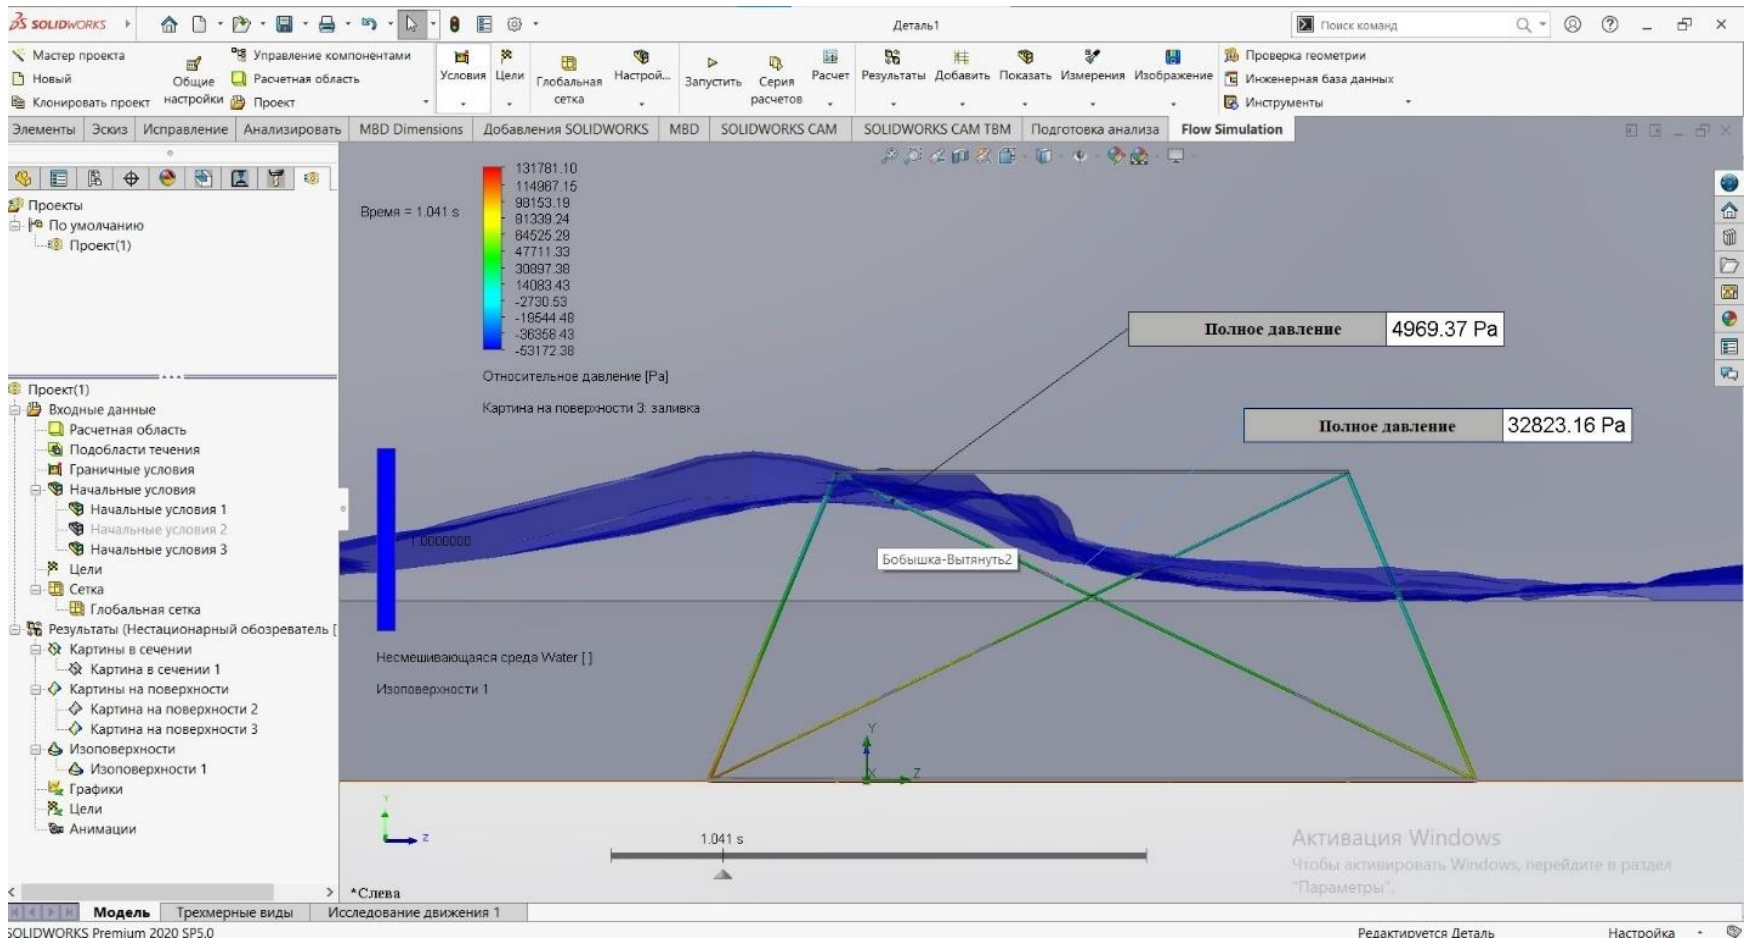 SOLIDWORKS
Деталь1
Поиск команд
Мастер проекта
Новый
Клонировать проект
Общие настройки
Управление компонентами
Расчетная область
Проект
Условия
Цели
Глобальная сетка
Настрой...
Запустить
Серия расчетов
Расчет
Результаты
Добавить
Показать
Измерения
Изображение
Проверка геометрии
Инженерная база данных
Инструменты
Элементы
Эскиз
Исправление
Анализировать
MBD Dimensions
Добавления SOLIDWORKS
MBD
SOLIDWORKS CAM
SOLIDWORKS CAM TBM
Подготовка анализа
Flow Simulation
Проекты
По умолчанию
Проект(1)
Проект(1)
Входные данные
Расчетная область
Подобласти течения
Граничные условия
Начальные условия
Начальные условия 1
Начальные условия 2
Начальные условия 3
Цели
Сетка
Глобальная сетка
Результаты (Нестационарный обозреватель [
Картины в сечении
Картина в сечении 1
Картины на поверхности
Картина на поверхности 2
Картина на поверхности 3
Изоповерхности
Изоповерхности 1
Графики
Цели
Анимации
Время = 1.041 s
131781.10
114967.15
98153.19
81339.24
64525.29
47711.33
30897.38
14083.43
-2730.53
-19544.48
-36358.43
-53172.38
Относительное давление [Pa]
Картина на поверхности 3: заливка
Полное давление 4969.37 Pa
Полное давление 32823.16 Pa
1.0000000
Бобышка-Вытянуть2
Несмешивающаяся среда Water [ ]
Изоповерхности 1
Y
X
Z
Y
Z
1.041 s
*Слева
Активация Windows
Чтобы активировать Windows, перейдите в раздел
"Параметры".
Модель
Трехмерные виды
Исследование движения 1
SOLIDWORKS Premium 2020 SP5.0
Редактируется Деталь
Настройка